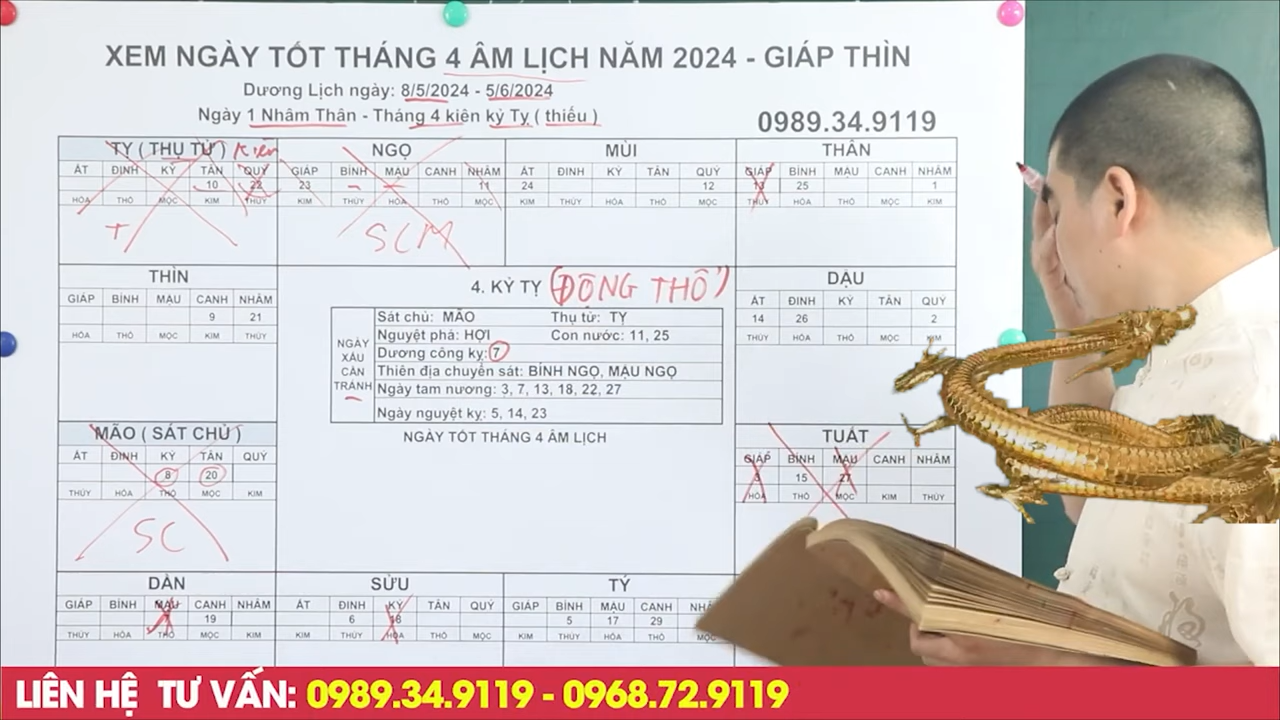 XEM NGÀY TỐT THÁNG 4 ÂM LỊCH NĂM 2024 - GIÁP THÌN
Dương Lịch ngày: 8/5/2024 - 5/6/2024
Ngày 1 Nhâm Thân - Tháng 4 kiện kỷ Tỵ ( thiếu )
0989.34.9119
TỴ ( THỤ TỬ )
ẤT ĐINH KỶ TÂN QUÝ
10 22
HỎA THỔ MỘC KIM THỦY
T
NGỌ
GIÁP BÍNH MẬU CANH NHÂM
23 11
KIM THỦY HỎA THỔ MỘC
SCM
MÙI
ẤT ĐINH KỶ TÂN QUÝ
24 12
KIM THỦY HỎA THỔ MỘC
THÂN
GIÁP BÍNH MẬU CANH NHÂM
13 25 1
THỦY THỔ HỎA MỘC KIM
THÌN
GIÁP BÍNH MẬU CANH NHÂM
9 21
HỎA THỔ MỘC KIM THỦY
4. KỶ TỴ (ĐỘNG THỔ)
NGÀY XẤU CẦN TRÁNH
Sát chủ: MÃO Thụ tử: TỴ
Nguyệt phá: HỢI Con nước: 11, 25
Dương công kỵ: 7
Thiên địa chuyển sát: BÍNH NGỌ, MẬU NGỌ
Ngày tam nương: 3, 7, 13, 18, 22, 27
Ngày nguyệt kỵ: 5, 14, 23
NGÀY TỐT THÁNG 4 ÂM LỊCH
DẬU
ẤT ĐINH KỶ TÂN QUÝ
14 26 2
THỦY HỎA THỔ MỘC KIM
MÃO ( SÁT CHỦ )
ẤT ĐINH KỶ TÂN QUÝ
8 20
THỦY HỎA THỔ MỘC KIM
SC
TUẤT
GIÁP BÍNH MẬU CANH NHÂM
3 15 27
HỎA THỔ MỘC KIM THỦY
DẦN
GIÁP BÍNH MẬU CANH NHÂM
19
THỦY HỎA THỔ MỘC KIM
SỬU
ẤT ĐINH KỶ TÂN QUÝ
6 18
KIM THỦY HỎA THỔ MỘC
TÝ
GIÁP BÍNH MẬU CANH
5 17 29
KIM THỦY HỎA THỔ MỘC
LIÊN HỆ TƯ VẤN: 0989.34.9119 - 0968.72.9119